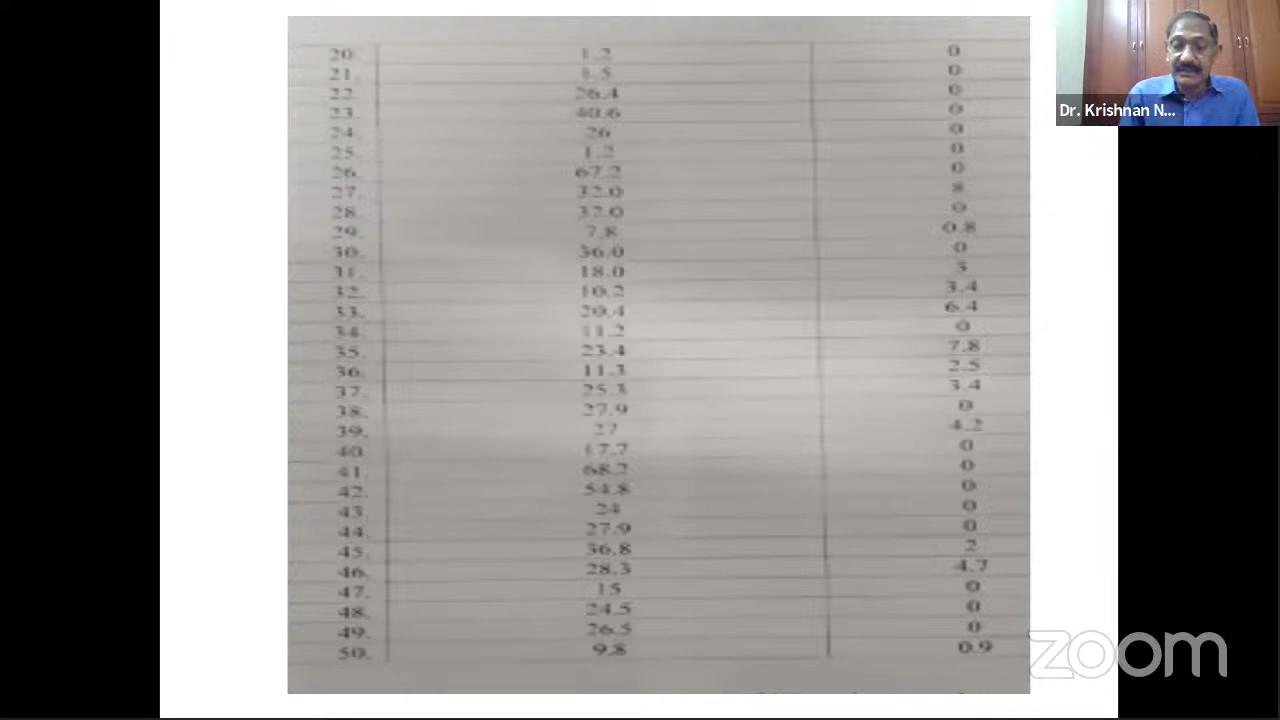 20. 1.2 0
21. 1.5 0
22. 26.4 0
23. 40.6 0
24. 26 0
25. 1.2 0
26. 67.2 0
27. 32.0 8
28. 32.0 0
29. 7.8 0.8
30. 36.0 0
31. 18.0 3
32. 10.2 3.4
33. 20.4 6.4
34. 11.2 0
35. 23.4 7.8
36. 11.3 2.5
37. 25.3 3.4
38. 27.9 0
39. 27 4.2
40. 17.7 0
41. 68.2 0
42. 54.8 0
43. 24 0
44. 27.9 0
45. 36.8 2
46. 28.3 4.7
47. 15 0
48. 24.5 0
49. 26.5 0
50. 9.8 0.9
Dr. Krishnan N...
zoom